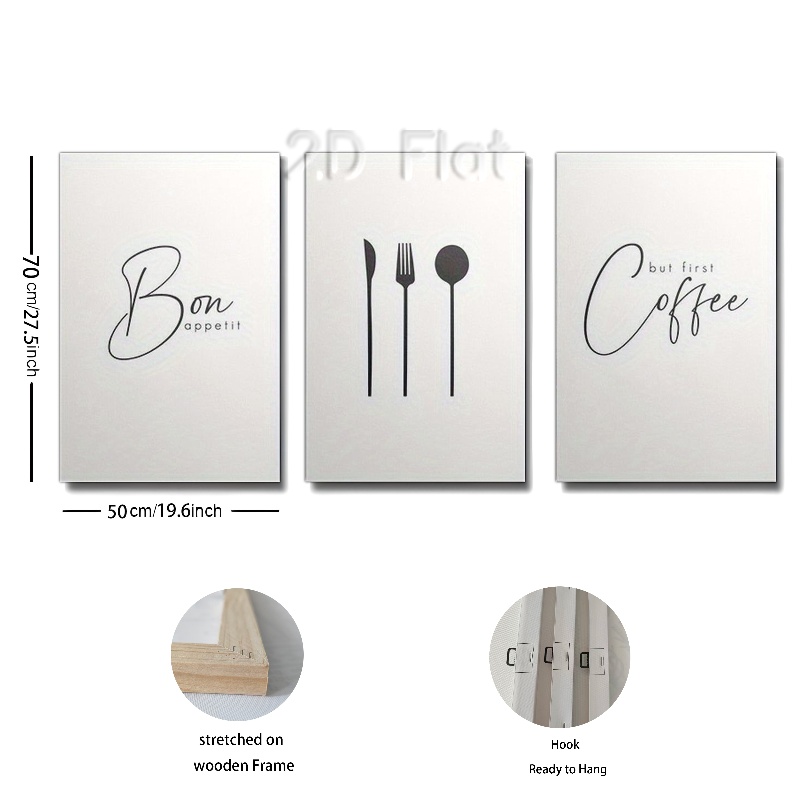 2D Flat
70 cm/27.5inch
Bon
appetit
but first
Coffee
50cm/19.6inch
stretched on
wooden Frame
Hook
Ready to Hang